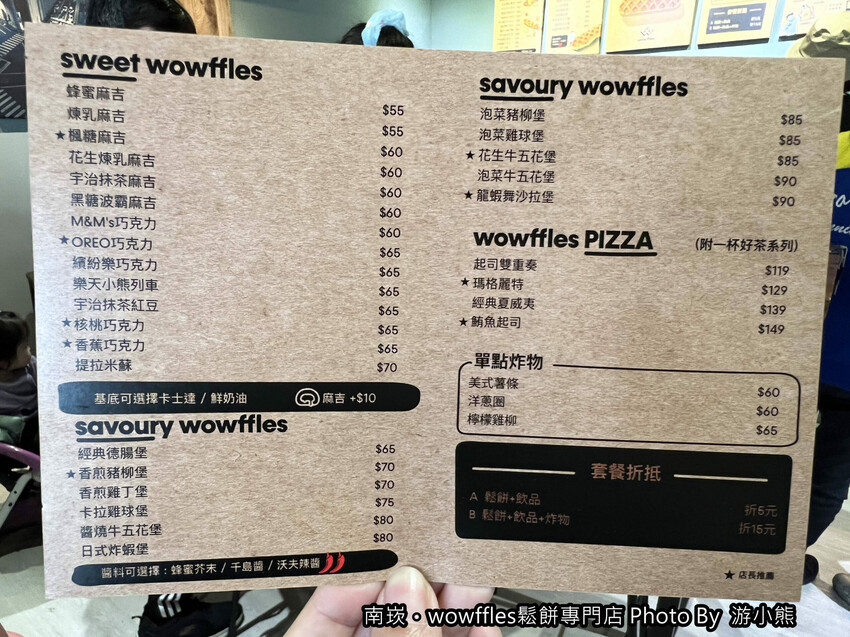 sweet wowffles
蜂蜜麻吉 $55
煉乳麻吉 $55
★楓糖麻吉 $60
花生煉乳麻吉 $60
宇治抹茶麻吉 $60
黑糖波霸麻吉 $60
M&M's巧克力 $60
★OREO巧克力 $65
繽紛樂巧克力 $65
樂天小熊列車 $65
宇治抹茶紅豆 $65
★核桃巧克力 $65
★香蕉巧克力 $65
提拉米蘇 $70
基底可選擇卡士達 / 鮮奶油 麻吉 +$10
savoury wowffles
經典德腸堡 $65
★香煎豬柳堡 $70
香煎雞丁堡 $70
卡拉雞球堡 $75
醬燒牛五花堡 $80
日式炸蝦堡 $80
醬料可選擇：蜂蜜芥末 / 千島醬 / 沃夫辣醬
savoury wowffles
泡菜豬柳堡 $85
泡菜雞球堡 $85
★花生牛五花堡 $85
泡菜牛五花堡 $90
★龍蝦舞沙拉堡 $90
wowffles PIZZA (附一杯好茶系列)
起司雙重奏 $119
★瑪格麗特 $129
經典夏威夷 $139
★鮪魚起司 $149
單點炸物
美式薯條 $60
洋蔥圈 $60
檸檬雞柳 $65
套餐折抵
A 鬆餅+飲品 折5元
B 鬆餅+飲品+炸物 折15元
★店長推薦
南崁•wowffles鬆餅專門店 Photo By 游小熊